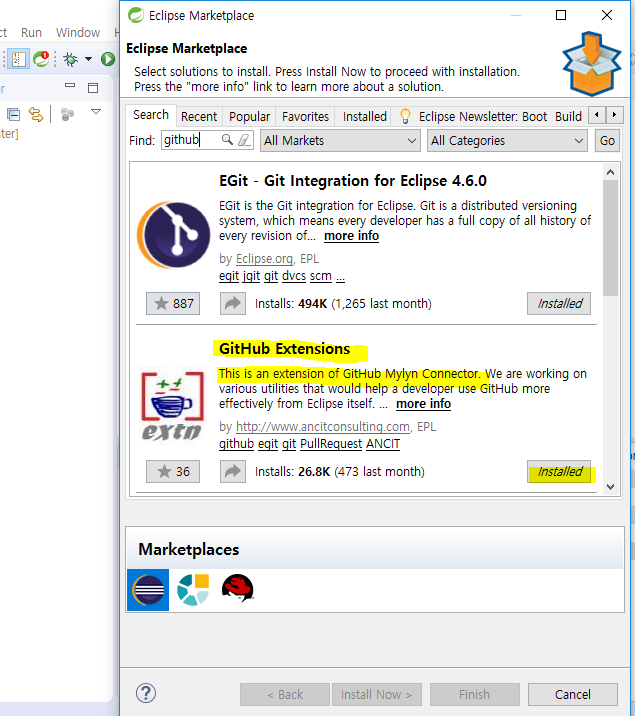 Eclipse Marketplace
ct Run Window
Eclipse Marketplace
Select solutions to install. Press Install Now to proceed with installation.
Press the "more info" link to learn more about a solution.
Search Recent Popular Favorites Installed Eclipse Newsletter: Boot Build
ter]
Find: github All Markets All Categories Go
EGit - Git Integration for Eclipse 4.6.0
EGit is the Git integration for Eclipse. Git is a distributed versioning
system, which means every developer has a full copy of all history of
every revision of... more info
by Eclipse.org, EPL
egit jgit git dvcs scm ...
887 Installs: 494K (1,265 last month) Installed
GitHub Extensions
This is an extension of GitHub Mylyn Connector. We are working on
various utilities that would help a developer use GitHub more
effectively from Eclipse itself. ... more info
extn
by http://www.ancitconsulting.com, EPL
github egit git PullRequest ANCIT
36 Installs: 26.8K (473 last month) Installed
Marketplaces
? < Back Install Now > Finish Cancel